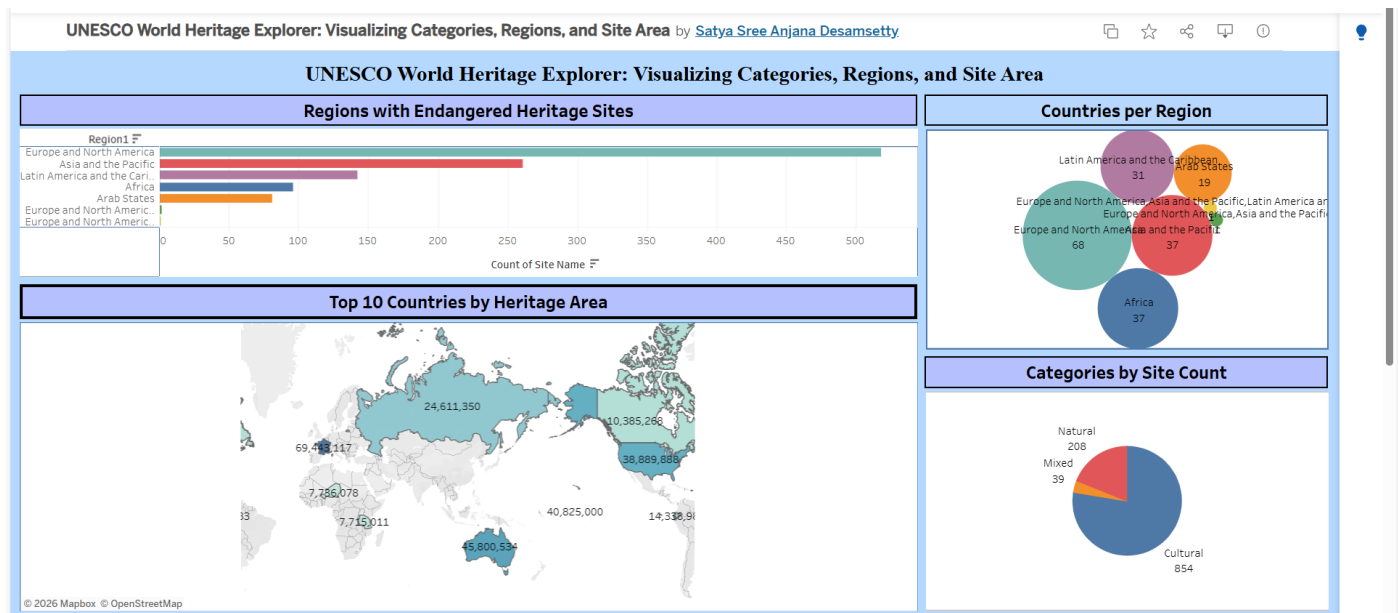 UNESCO World Heritage Explorer: Visualizing Categories, Regions, and Site Area by Satya Sree Anjana Desamsetty
UNESCO World Heritage Explorer: Visualizing Categories, Regions, and Site Area
Regions with Endangered Heritage Sites
Region1
Europe and North America
Asia and the Pacific
Latin America and the Cari..
Africa
Arab States
Europe and North Americ..
Europe and North Americ..
0 50 100 150 200 250 300 350 400 450 500
Count of Site Name
Countries per Region
Latin America and the Caribbean
31
Arab States
19
Europe and North America,Asia and the Pacific,Latin America an
Europe and North America,Asia and the Pacifi
1
1
Europe and North America
68
Asia and the Pacific
37
Africa
37
Top 10 Countries by Heritage Area
24,611,350
10,385,268
69,443,117
38,889,888
7,786,078
7,715,011
40,825,000
45,800,534
© 2026 Mapbox © OpenStreetMap
Categories by Site Count
Natural
208
Mixed
39
Cultural
854